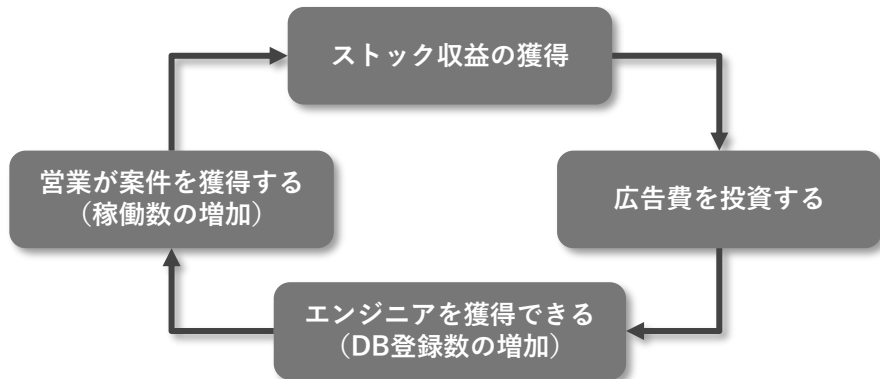 ストック収益の獲得
営業が案件を獲得する
（稼働数の増加）
広告費を投資する
エンジニアを獲得できる
（DB登録数の増加）